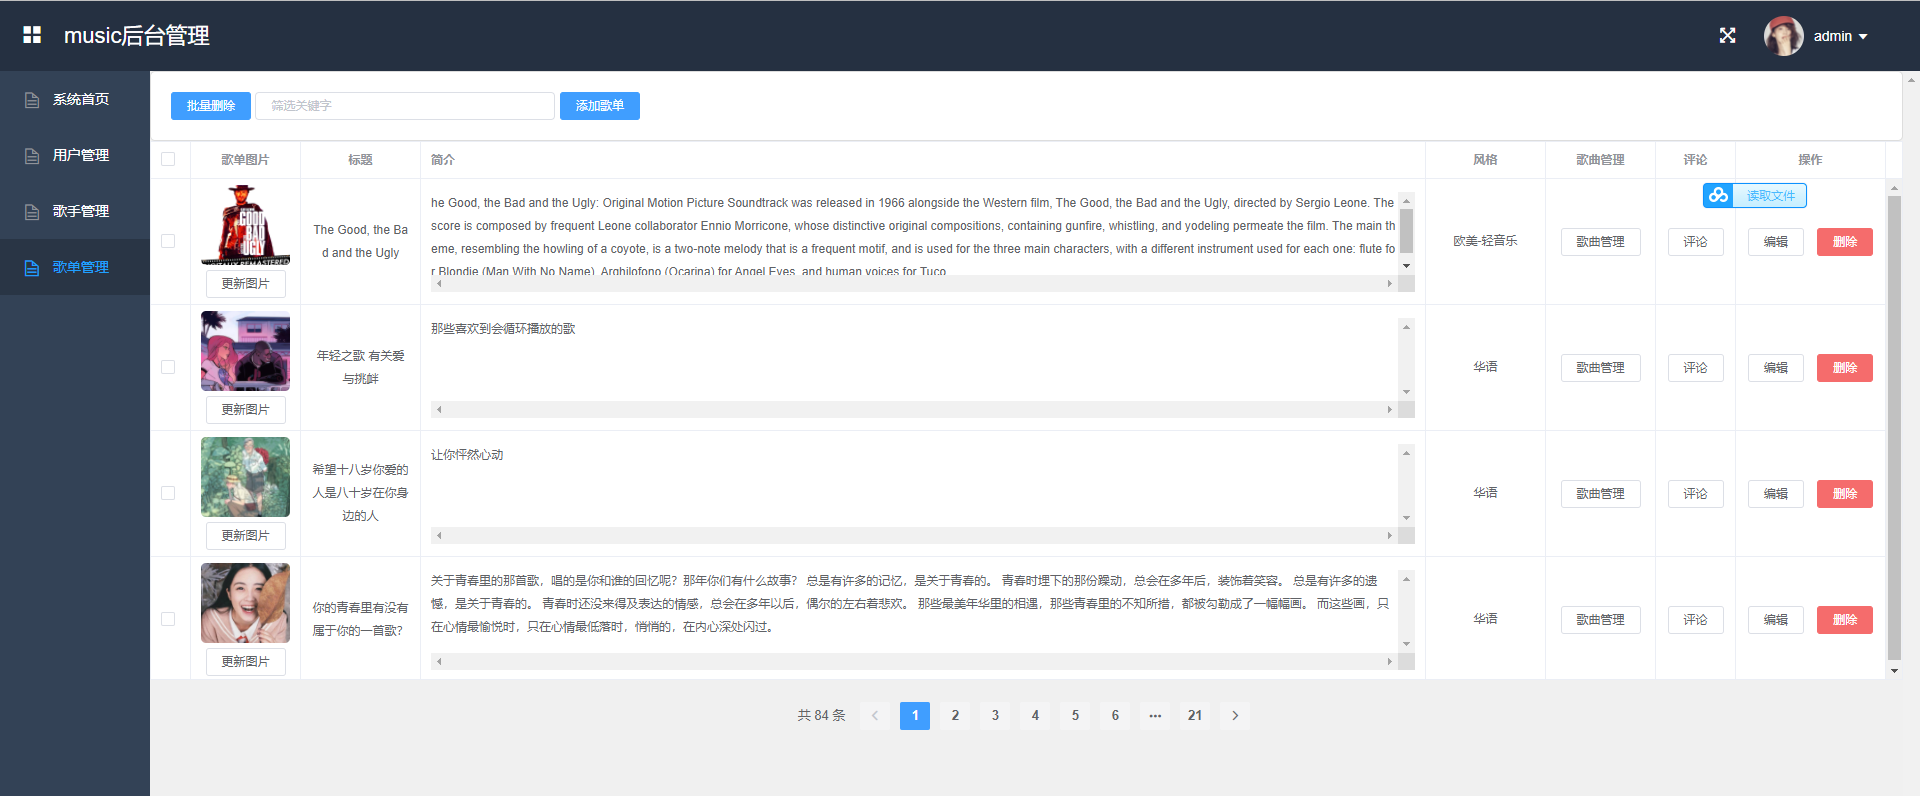 music后台管理
admin
系统首页
用户管理
歌手管理
歌单管理
批量删除 筛选关键字 添加歌单
歌单图片 标题 简介 风格 歌曲管理 评论 操作
读取文件
THE GOOD
THE BAD
UGLY
DIGITALLY REMASTERED
更新图片
The Good, the Ba
d and the Ugly
he Good, the Bad and the Ugly: Original Motion Picture Soundtrack was released in 1966 alongside the Western film, The Good, the Bad and the Ugly, directed by Sergio Leone. The
score is composed by frequent Leone collaborator Ennio Morricone, whose distinctive original compositions, containing gunfire, whistling, and yodeling permeate the film. The main th
eme, resembling the howling of a coyote, is a two-note melody that is a frequent motif, and is used for the three main characters, with a different instrument used for each one: flute fo
r Blondie (Man With No Name), Arghilofono (Ocarina) for Angel Eyes, and human voices for Tuco
欧美-轻音乐
歌曲管理 评论 编辑 删除
更新图片
年轻之歌 有关爱
与挑衅
那些喜欢到会循环播放的歌
华语
歌曲管理 评论 编辑 删除
更新图片
希望十八岁你爱的
人是八十岁在你身
边的人
让你怦然心动
华语
歌曲管理 评论 编辑 删除
更新图片
你的青春里有没有
属于你的一首歌?
关于青春里的那首歌，唱的是你和谁的回忆呢？那年你们有什么故事？ 总是有许多的记忆，是关于青春的。 青春时埋下的那份躁动，总会在多年后，装饰着笑容。 总是有许多的遗
憾，是关于青春的。 青春时还没来得及表达的情感，总会在多年以后，偶尔的左右着悲欢。 那些最美年华里的相遇，那些青春里的不知所措，都被勾勒成了一幅幅画。 而这些画，只
在心情最愉悦时，只在心情最低落时，悄悄的，在内心深处闪过。
华语
歌曲管理 评论 编辑 删除
共 84 条 1 2 3 4 5 6 ··· 21